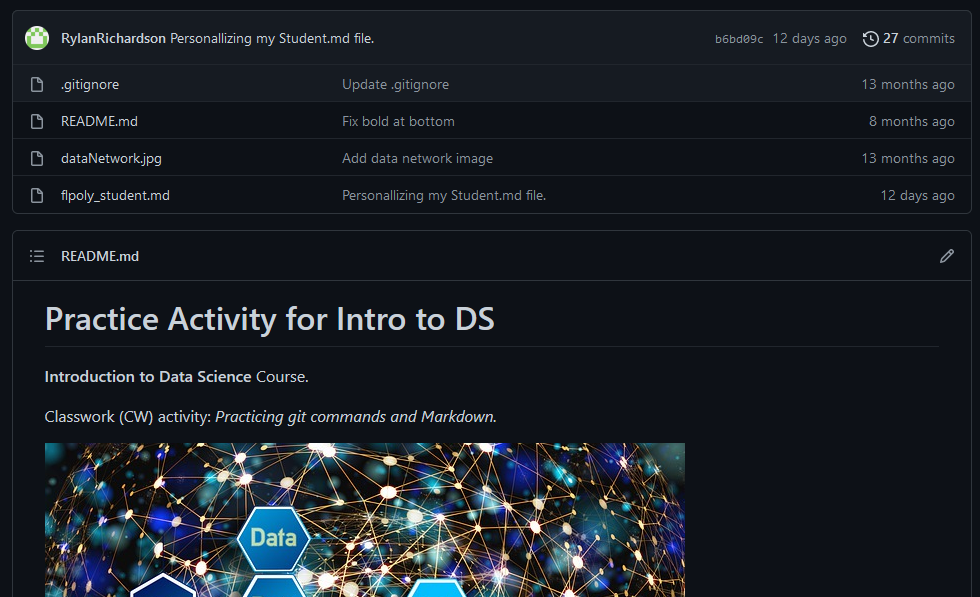 RylanRichardson Personallizing my Student.md file. b6bd09c 12 days ago 27 commits
.gitignore Update .gitignore 13 months ago
README.md Fix bold at bottom 8 months ago
dataNetwork.jpg Add data network image 13 months ago
flpoly_student.md Personallizing my Student.md file. 12 days ago
README.md
Practice Activity for Intro to DS
Introduction to Data Science Course.
Classwork (CW) activity: Practicing git commands and Markdown.
Data